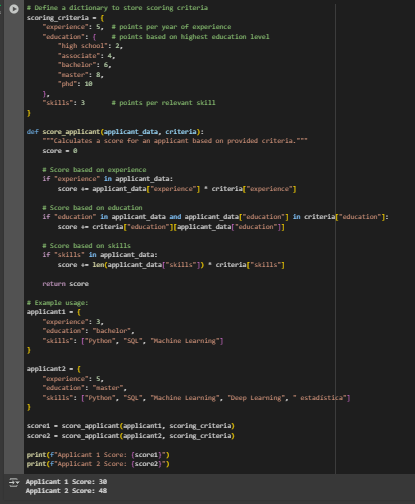 # Define a dictionary to store scoring criteria
scoring_criteria = {
    "experience": 5,  # points per year of experience
    "education": {    # points based on highest education level
        "high school": 2,
        "associate": 4,
        "bachelor": 6,
        "master": 8,
        "phd": 10
    },
    "skills": 3       # points per relevant skill
}

def score_applicant(applicant_data, criteria):
    """Calculates a score for an applicant based on provided criteria."""
    score = 0

    # Score based on experience
    if "experience" in applicant_data:
        score += applicant_data["experience"] * criteria["experience"]

    # Score based on education
    if "education" in applicant_data and applicant_data["education"] in criteria["education"]:
        score += criteria["education"][applicant_data["education"]]

    # Score based on skills
    if "skills" in applicant_data:
        score += len(applicant_data["skills"]) * criteria["skills"]

    return score

# Example usage:
applicant1 = {
    "experience": 3,
    "education": "bachelor",
    "skills": ["Python", "SQL", "Machine Learning"]
}

applicant2 = {
    "experience": 5,
    "education": "master",
    "skills": ["Python", "SQL", "Machine Learning", "Deep Learning", " estadística"]
}

score1 = score_applicant(applicant1, scoring_criteria)
score2 = score_applicant(applicant2, scoring_criteria)

print(f"Applicant 1 Score: {score1}")
print(f"Applicant 2 Score: {score2}")

Applicant 1 Score: 30
Applicant 2 Score: 48